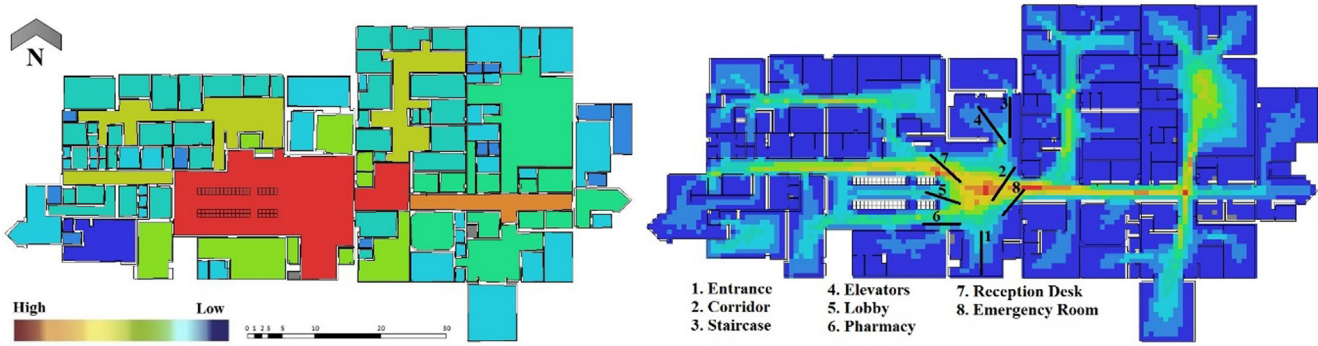 N
3
4
7
2
5
8
6
1
High Low
0 1 2 3 5 10 20 30
1. Entrance 4. Elevators 7. Reception Desk
2. Corridor 5. Lobby 8. Emergency Room
3. Staircase 6. Pharmacy